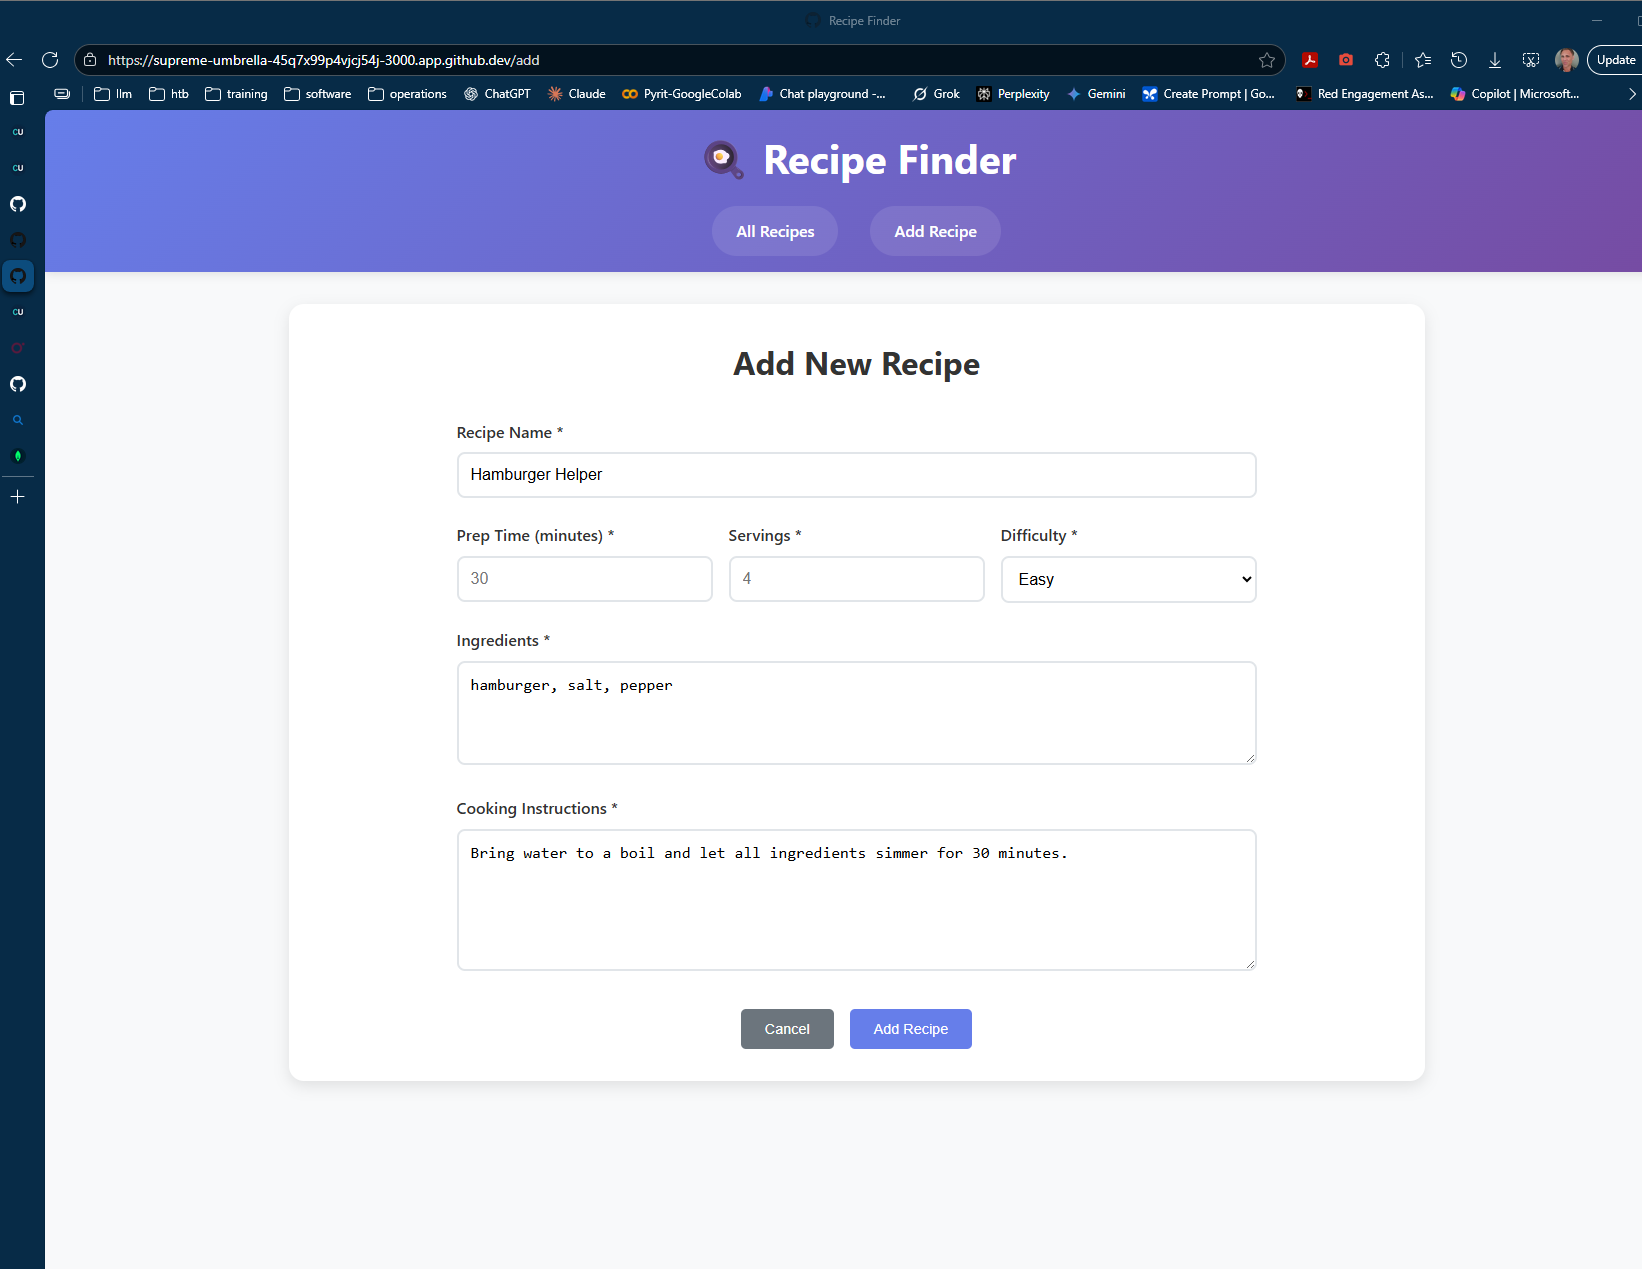 Recipe Finder
https://supreme-umbrella-45q7x99p4vjcj54j-3000.app.github.dev/add
Update
llm htb training software operations ChatGPT Claude Pyrit-GoogleColab Chat playground -... Grok Perplexity Gemini Create Prompt | Go... Red Engagement As... Copilot | Microsoft...
CU
CU
CU
Recipe Finder
All Recipes Add Recipe
Add New Recipe
Recipe Name *
Hamburger Helper
Prep Time (minutes) * Servings * Difficulty *
30 4 Easy
Ingredients *
hamburger, salt, pepper
Cooking Instructions *
Bring water to a boil and let all ingredients simmer for 30 minutes.
Cancel Add Recipe